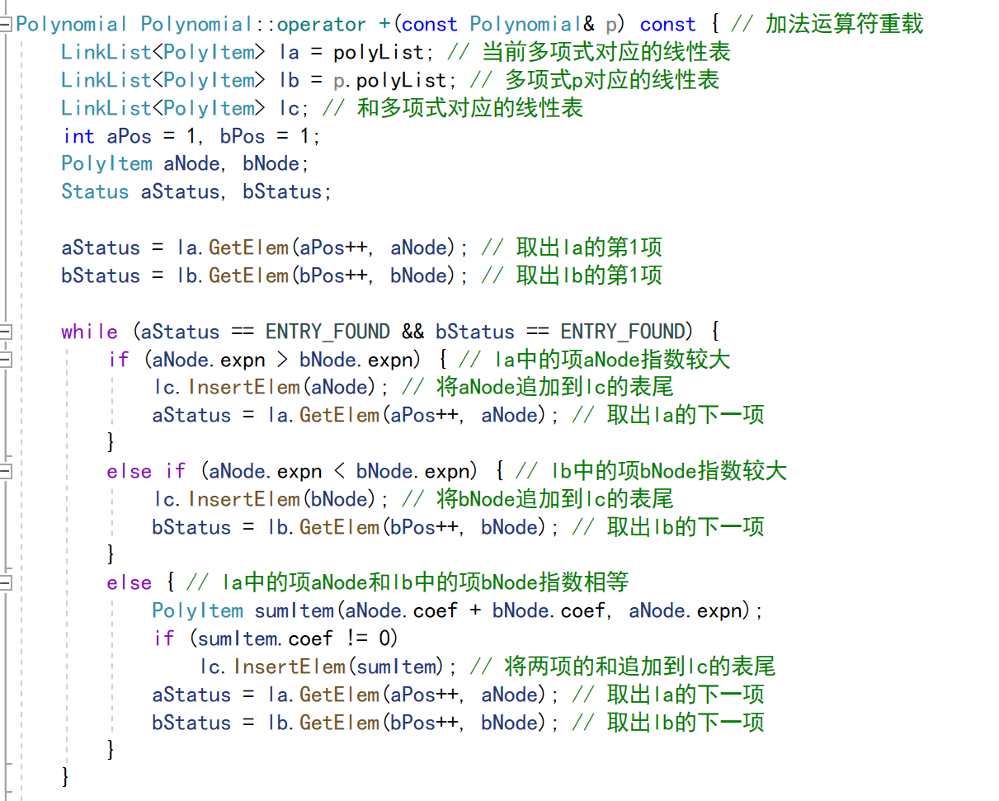 Polynomial Polynomial::operator +(const Polynomial& p) const { // 加法运算符重载
LinkList<PolyItem> la = polyList; // 当前多项式对应的线性表
LinkList<PolyItem> lb = p.polyList; // 多项式p对应的线性表
LinkList<PolyItem> lc; // 和多项式对应的线性表
int aPos = 1, bPos = 1;
PolyItem aNode, bNode;
Status aStatus, bStatus;
aStatus = la.GetElem(aPos++, aNode); // 取出la的第1项
bStatus = lb.GetElem(bPos++, bNode); // 取出lb的第1项
while (aStatus == ENTRY_FOUND && bStatus == ENTRY_FOUND) {
if (aNode.expn > bNode.expn) { // la中的项aNode指数较大
lc.InsertElem(aNode); // 将aNode追加到lc的表尾
aStatus = la.GetElem(aPos++, aNode); // 取出la的下一项
}
else if (aNode.expn < bNode.expn) { // lb中的项bNode指数较大
lc.InsertElem(bNode); // 将bNode追加到lc的表尾
bStatus = lb.GetElem(bPos++, bNode); // 取出lb的下一项
}
else { // la中的项aNode和lb中的项bNode指数相等
PolyItem sumItem(aNode.coef + bNode.coef, aNode.expn);
if (sumItem.coef != 0)
lc.InsertElem(sumItem); // 将两项的和追加到lc的表尾
aStatus = la.GetElem(aPos++, aNode); // 取出la的下一项
bStatus = lb.GetElem(bPos++, bNode); // 取出lb的下一项
}
}